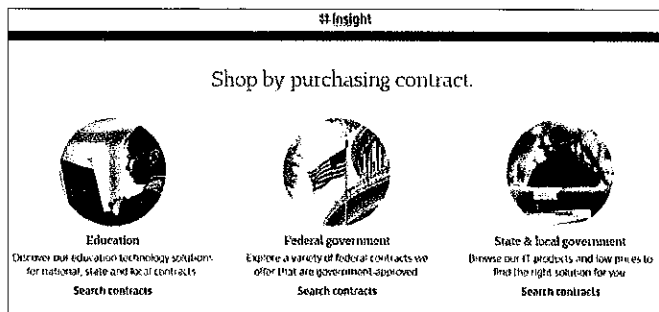 Insight
Shop by purchasing contract.
Education
Discover our education technology solutions
for national, state and local contracts
Search contracts
Federal government
Explore a variety of federal contracts we
offer that are government-approved
Search contracts
State & local government
Browse our IT products and low prices to
find the right solution for you
Search contracts